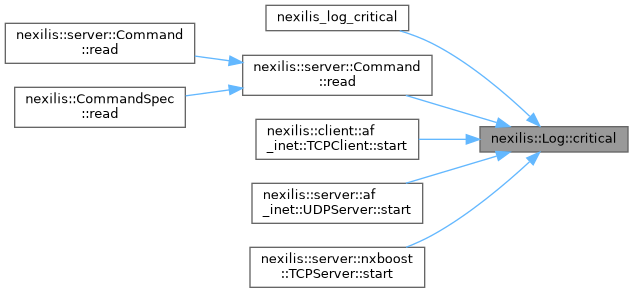 nexilis_log_critical
nexilis::server::Command
::read
nexilis::server::Command
::read
nexilis::CommandSpec
::read
nexilis::client::af
_inet::TCPClient::start
nexilis::Log::critical
nexilis::server::af
_inet::UDPServer::start
nexilis::server::nxboost
::TCPServer::start